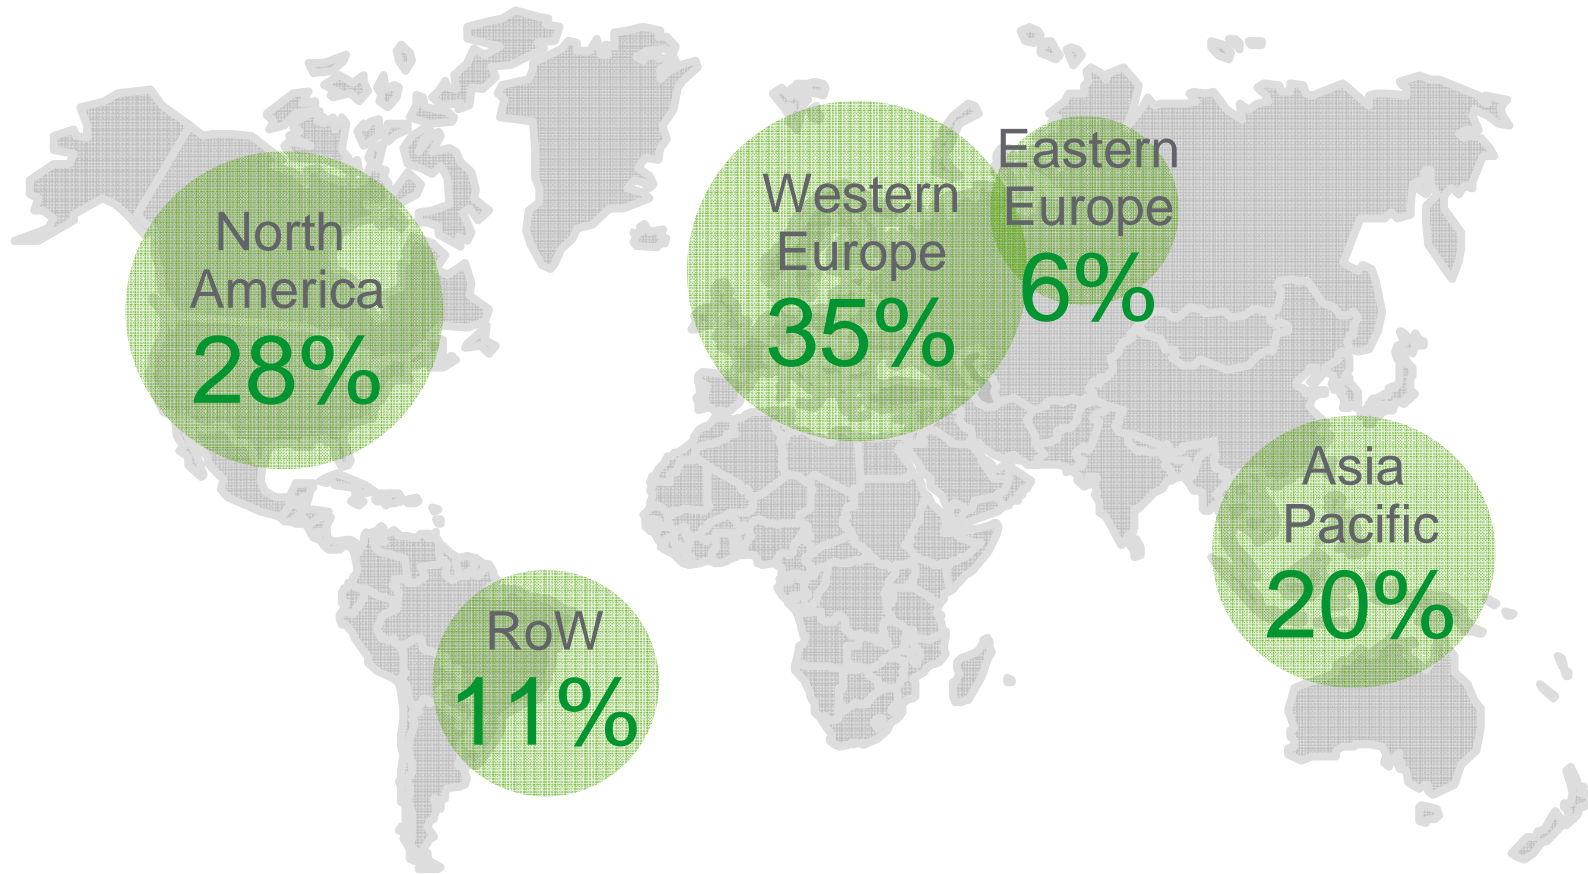 North
America
28%
Western
Europe
35%
Eastern
Europe
6%
Asia
Pacific
20%
RoW
11%